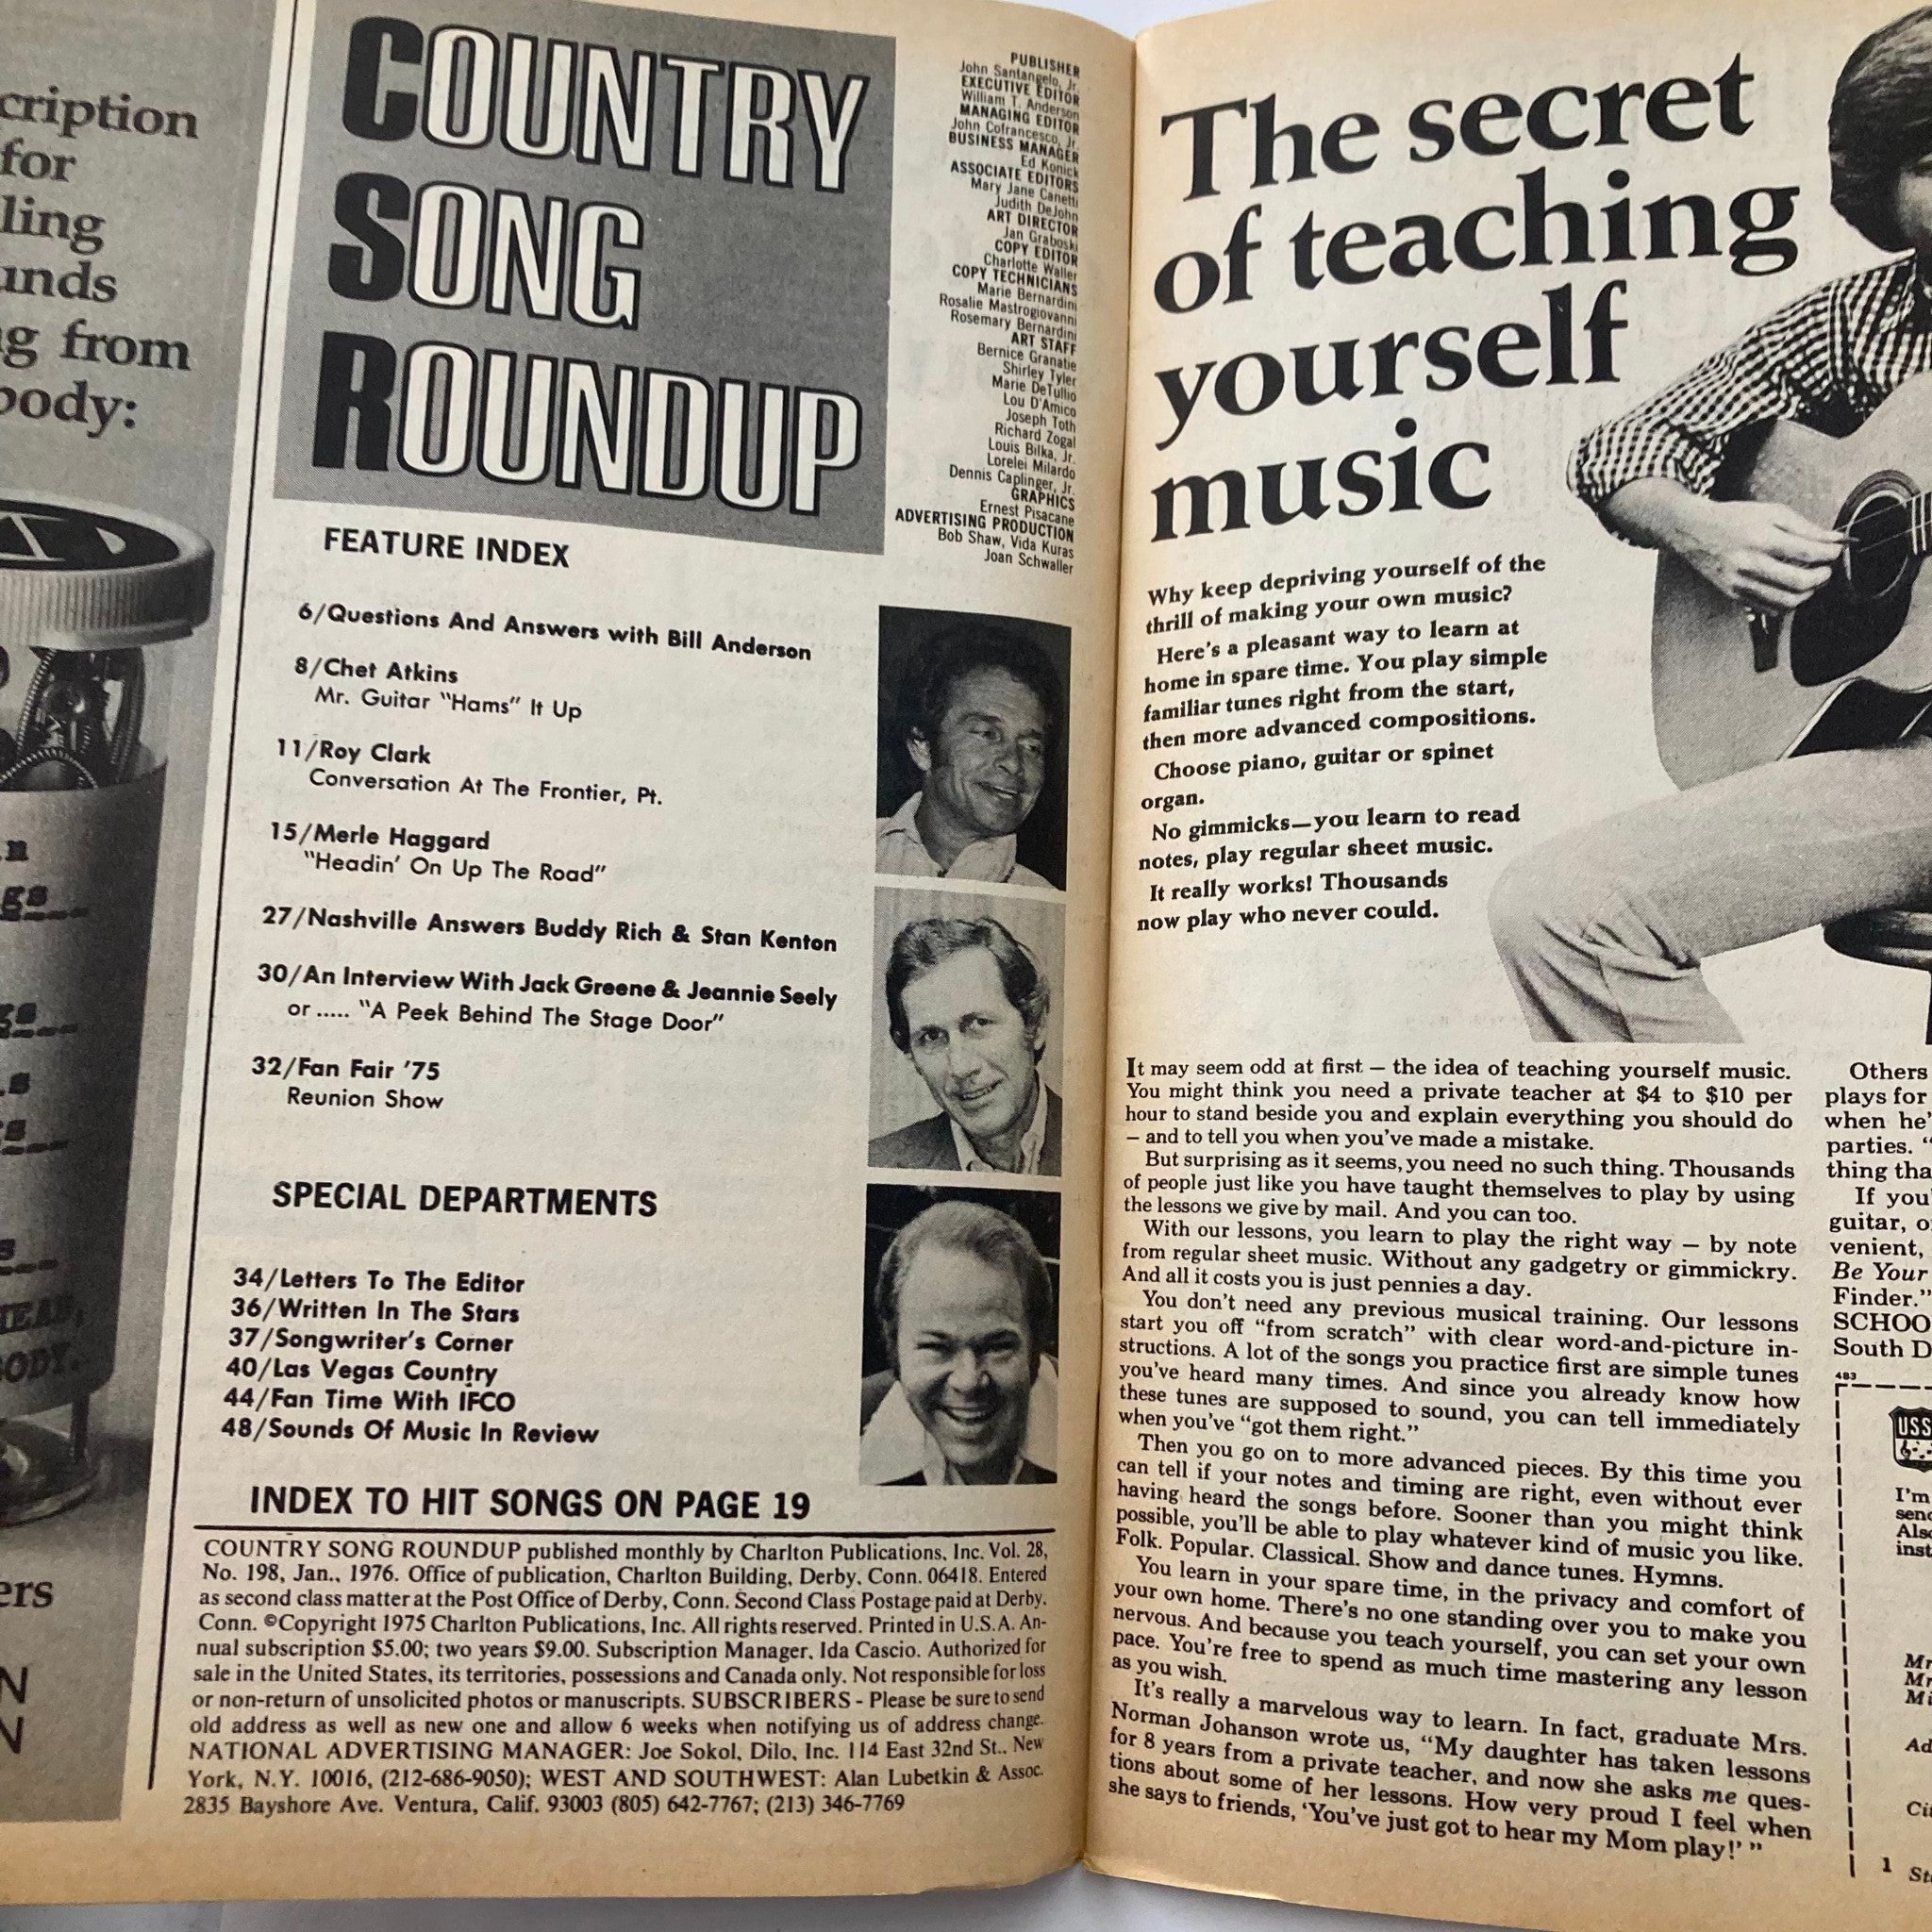 cription
for
ling
unds
from
body:
ers
COUNTRY
SONG
ROUNDUP
PUBLISHER
John Santangelo, Jr.
EXECUTIVE EDITOR
William T. Anderson
MANAGING EDITOR
John Cofrancesco, Jr.
BUSINESS MANAGER
Ed Konick
ASSOCIATE EDITORS
Mary Jane Canetti
Judith DeJohn
ART DIRECTOR
Jan Graboski
COPY EDITOR
Charlotte Waller
COPY TECHNICIANS
Marie Bernardini
Rosalie Mastrogiovanni
Rosemary Bernardini
ART STAFF
Bernice Granatie
Shirley Tyler
Marie DeTullio
Lou D'Amico
Joseph Toth
Richard Zogal
Louis Bilka, Jr.
Lorelei Milardo
Dennis Caplinger, Jr.
GRAPHICS
Ernest Pisacane
ADVERTISING PRODUCTION
Bob Shaw, Vida Kuras
Joan Schwaller
FEATURE INDEX
6/Questions And Answers with Bill Anderson
8/Chet Atkins
Mr. Guitar "Hams" It Up
11/Roy Clark
Conversation At The Frontier, Pt.
15/Merle Haggard
"Headin' On Up The Road"
27/Nashville Answers Buddy Rich & Stan Kenton
30/An Interview With Jack Greene & Jeannie Seely
or ..... "A Peek Behind The Stage Door"
32/Fan Fair '75
Reunion Show
SPECIAL DEPARTMENTS
34/Letters To The Editor
36/Written In The Stars
37/Songwriter's Corner
40/Las Vegas Country
44/Fan Time With IFCO
48/Sounds Of Music In Review
INDEX TO HIT SONGS ON PAGE 19
COUNTRY SONG ROUNDUP published monthly by Charlton Publications, Inc. Vol. 28,
No. 198, Jan., 1976. Office of publication, Charlton Building, Derby, Conn. 06418. Entered
as second class matter at the Post Office of Derby, Conn. Second Class Postage paid at Derby,
Conn. ©Copyright 1975 Charlton Publications, Inc. All rights reserved. Printed in U.S.A. An-
nual subscription $5.00; two years $9.00. Subscription Manager, Ida Cascio. Authorized for
sale in the United States, its territories, possessions and Canada only. Not responsible for loss
or non-return of unsolicited photos or manuscripts. SUBSCRIBERS - Please be sure to send
old address as well as new one and allow 6 weeks when notifying us of address change.
NATIONAL ADVERTISING MANAGER: Joe Sokol, Dilo, Inc. 114 East 32nd St., New
York, N.Y. 10016, (212-686-9050); WEST AND SOUTHWEST: Alan Lubetkin & Assoc.
2835 Bayshore Ave. Ventura, Calif. 93003 (805) 642-7767; (213) 346-7769
The secret
of teaching
yourself
music
Why keep depriving yourself of the
thrill of making your own music?
Here's a pleasant way to learn at
home in spare time. You play simple
familiar tunes right from the start,
then more advanced compositions.
Choose piano, guitar or spinet
organ.
No gimmicks—you learn to read
notes, play regular sheet music.
It really works! Thousands
now play who never could.
It may seem odd at first — the idea of teaching yourself music.
You might think you need a private teacher at $4 to $10 per
hour to stand beside you and explain everything you should do
— and to tell you when you've made a mistake.
But surprising as it seems, you need no such thing. Thousands
of people just like you have taught themselves to play by using
the lessons we give by mail. And you can too.
With our lessons, you learn to play the right way — by note
from regular sheet music. Without any gadgetry or gimmickry.
And all it costs you is just pennies a day.
You don't need any previous musical training. Our lessons
start you off "from scratch" with clear word-and-picture in-
structions. A lot of the songs you practice first are simple tunes
you've heard many times. And since you already know how
these tunes are supposed to sound, you can tell immediately
when you've "got them right."
Then you go on to more advanced pieces. By this time you
can tell if your notes and timing are right, even without ever
having heard the songs before. Sooner than you might think
possible, you'll be able to play whatever kind of music you like.
Folk. Popular. Classical. Show and dance tunes. Hymns.
You learn in your spare time, in the privacy and comfort of
your own home. There's no one standing over you to make you
nervous. And because you teach yourself, you can set your own
pace. You're free to spend as much time mastering any lesson
as you wish.
It's really a marvelous way to learn. In fact, graduate Mrs.
Norman Johanson wrote us, "My daughter has taken lessons
for 8 years from a private teacher, and now she asks me ques-
tions about some of her lessons. How very proud I feel when
she says to friends, 'You've just got to hear my Mom play!' "
Others
plays for
when he'
parties. "
thing tha
If you'
guitar, o
venient,
Be Your
Finder."
SCHOO
South D
483
USS
I'm
send
Also
inst
Mr
Mr
Mi
Ad
Cit
1 St